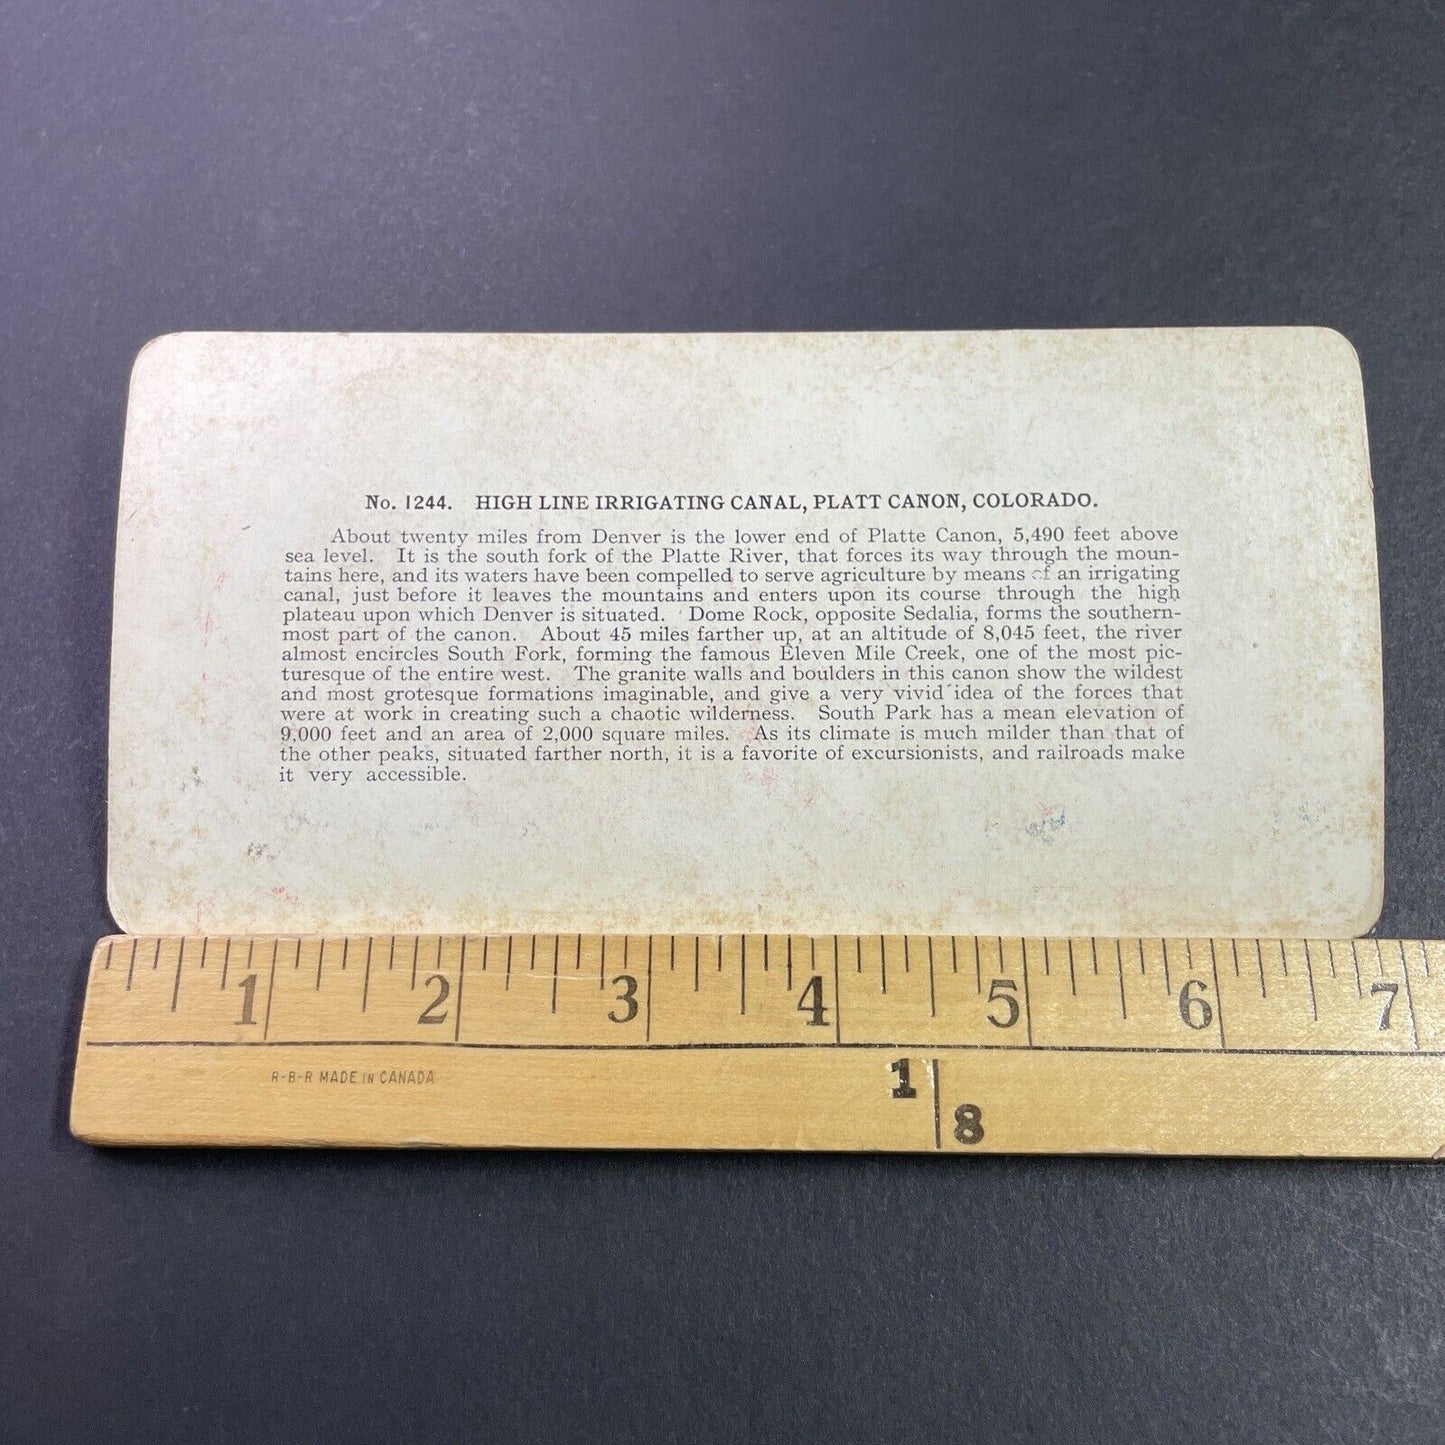 No. 1244. HIGH LINE IRRIGATING CANAL, PLATT CANON, COLORADO.
About twenty miles from Denver is the lower end of Platte Canon, 5,490 feet above
sea level. It is the south fork of the Platte River, that forces its way through the moun-
tains here, and its waters have been compelled to serve agriculture by means of an irrigating
canal, just before it leaves the mountains and enters upon its course through the high
plateau upon which Denver is situated. Dome Rock, opposite Sedalia, forms the southern-
most part of the canon. About 45 miles farther up, at an altitude of 8,045 feet, the river
almost encircles South Fork, forming the famous Eleven Mile Creek, one of the most pic-
turesque of the entire west. The granite walls and boulders in this canon show the wildest
and most grotesque formations imaginable, and give a very vivid idea of the forces that
were at work in creating such a chaotic wilderness. South Park has a mean elevation of
9,000 feet and an area of 2,000 square miles. As its climate is much milder than that of
the other peaks, situated farther north, it is a favorite of excursionists, and railroads make
it very accessible.
1 2 3 4 5 6 7
R-B-R MADE IN CANADA
1
8